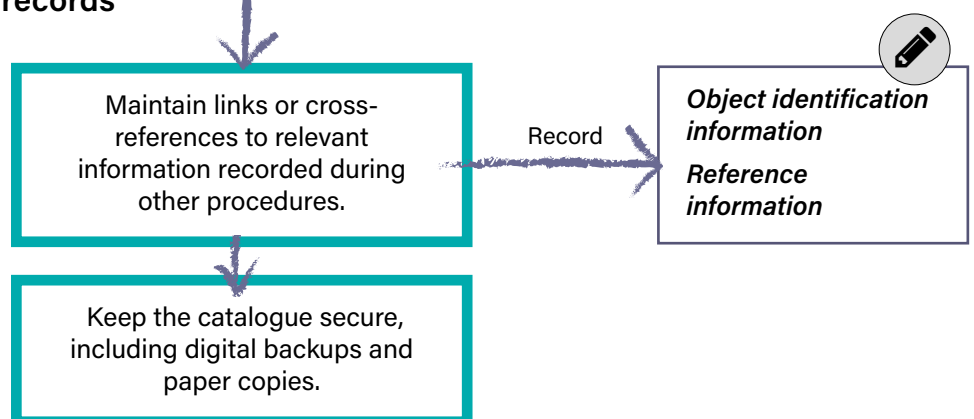 records
Maintain links or cross-
references to relevant
information recorded during
other procedures.
Record
Object identification
information
Reference
information
Keep the catalogue secure,
including digital backups and
paper copies.